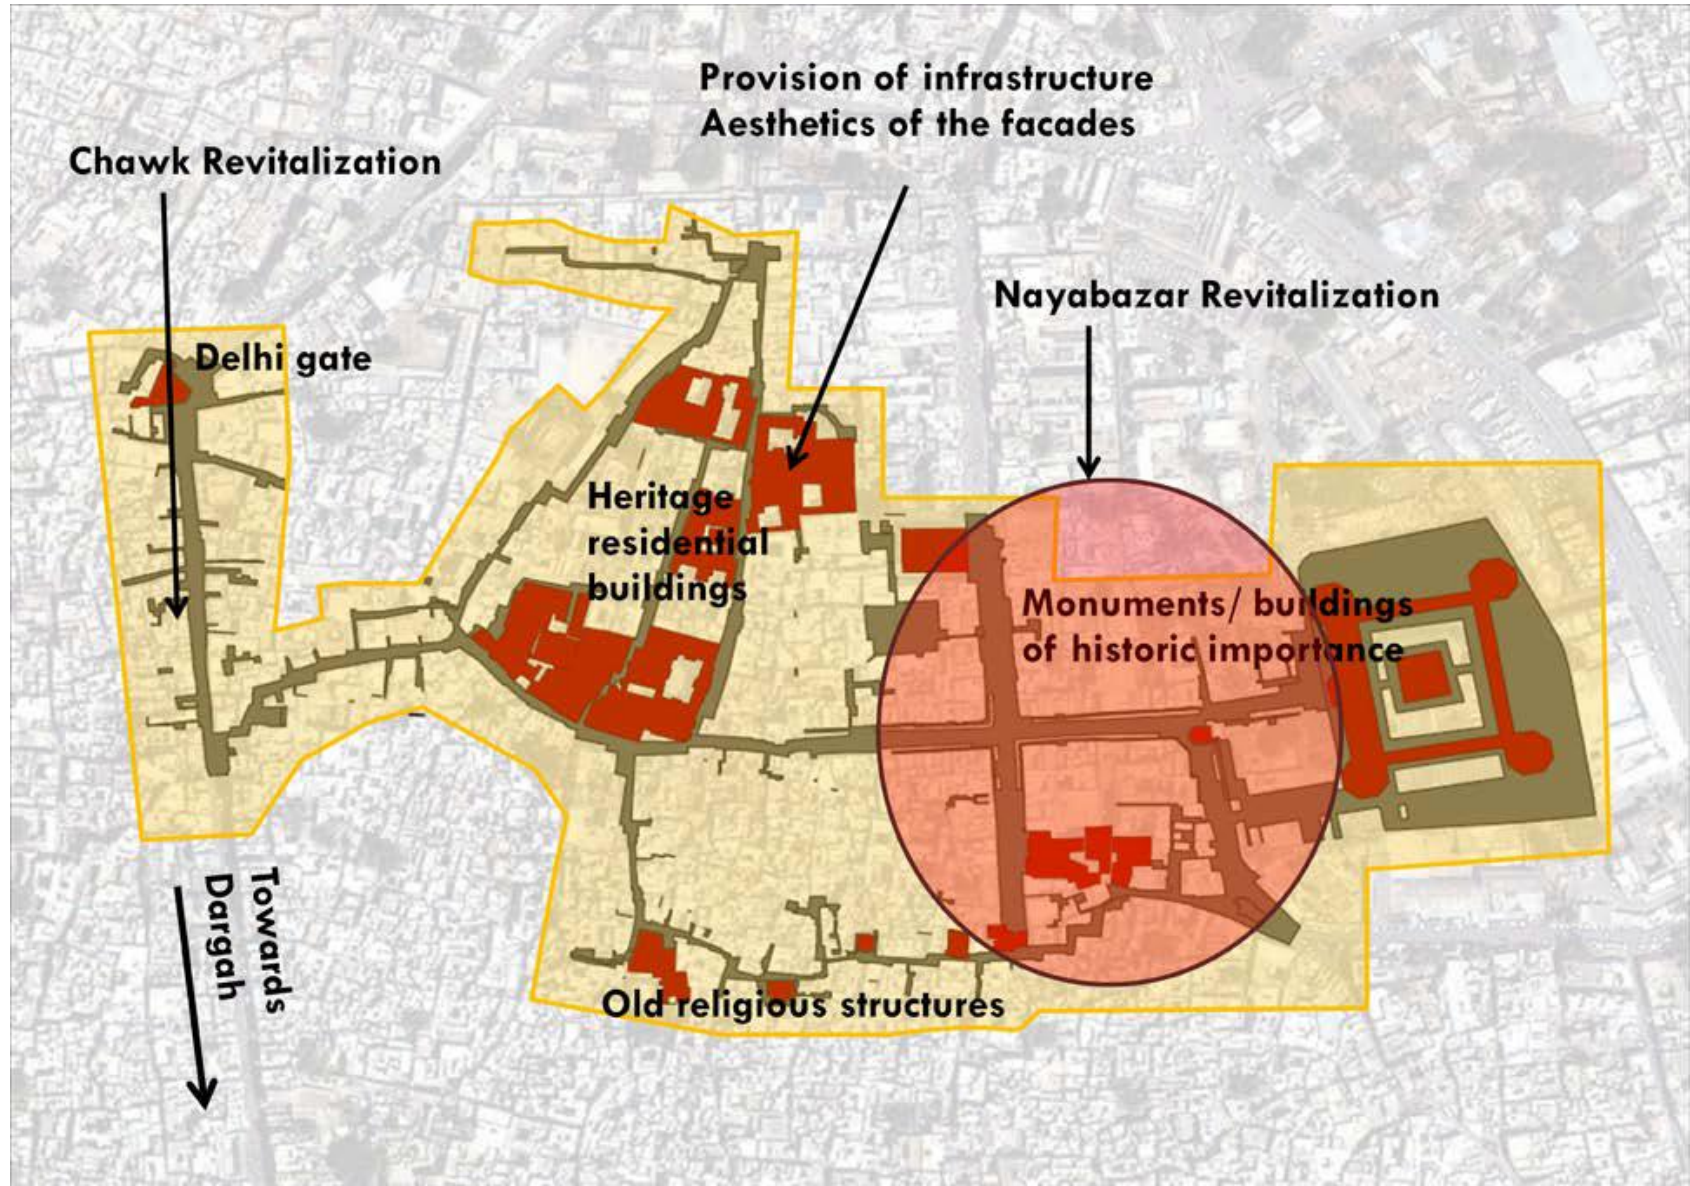 Provision of infrastructure
Aesthetics of the facades
Chawk Revitalization
Nayabazar Revitalization
Delhi gate
Heritage
residential
buildings
Monuments/ buildings
of historic importance
Towards
Dargah
Old religious structures